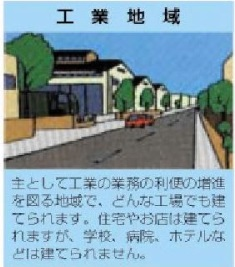 工業地域
主として工業の業務の利便の増進
を図る地域で、どんな工場でも建
てられます。住宅やお店は建てら
れますが、学校、病院、ホテルな
どは建てられません。